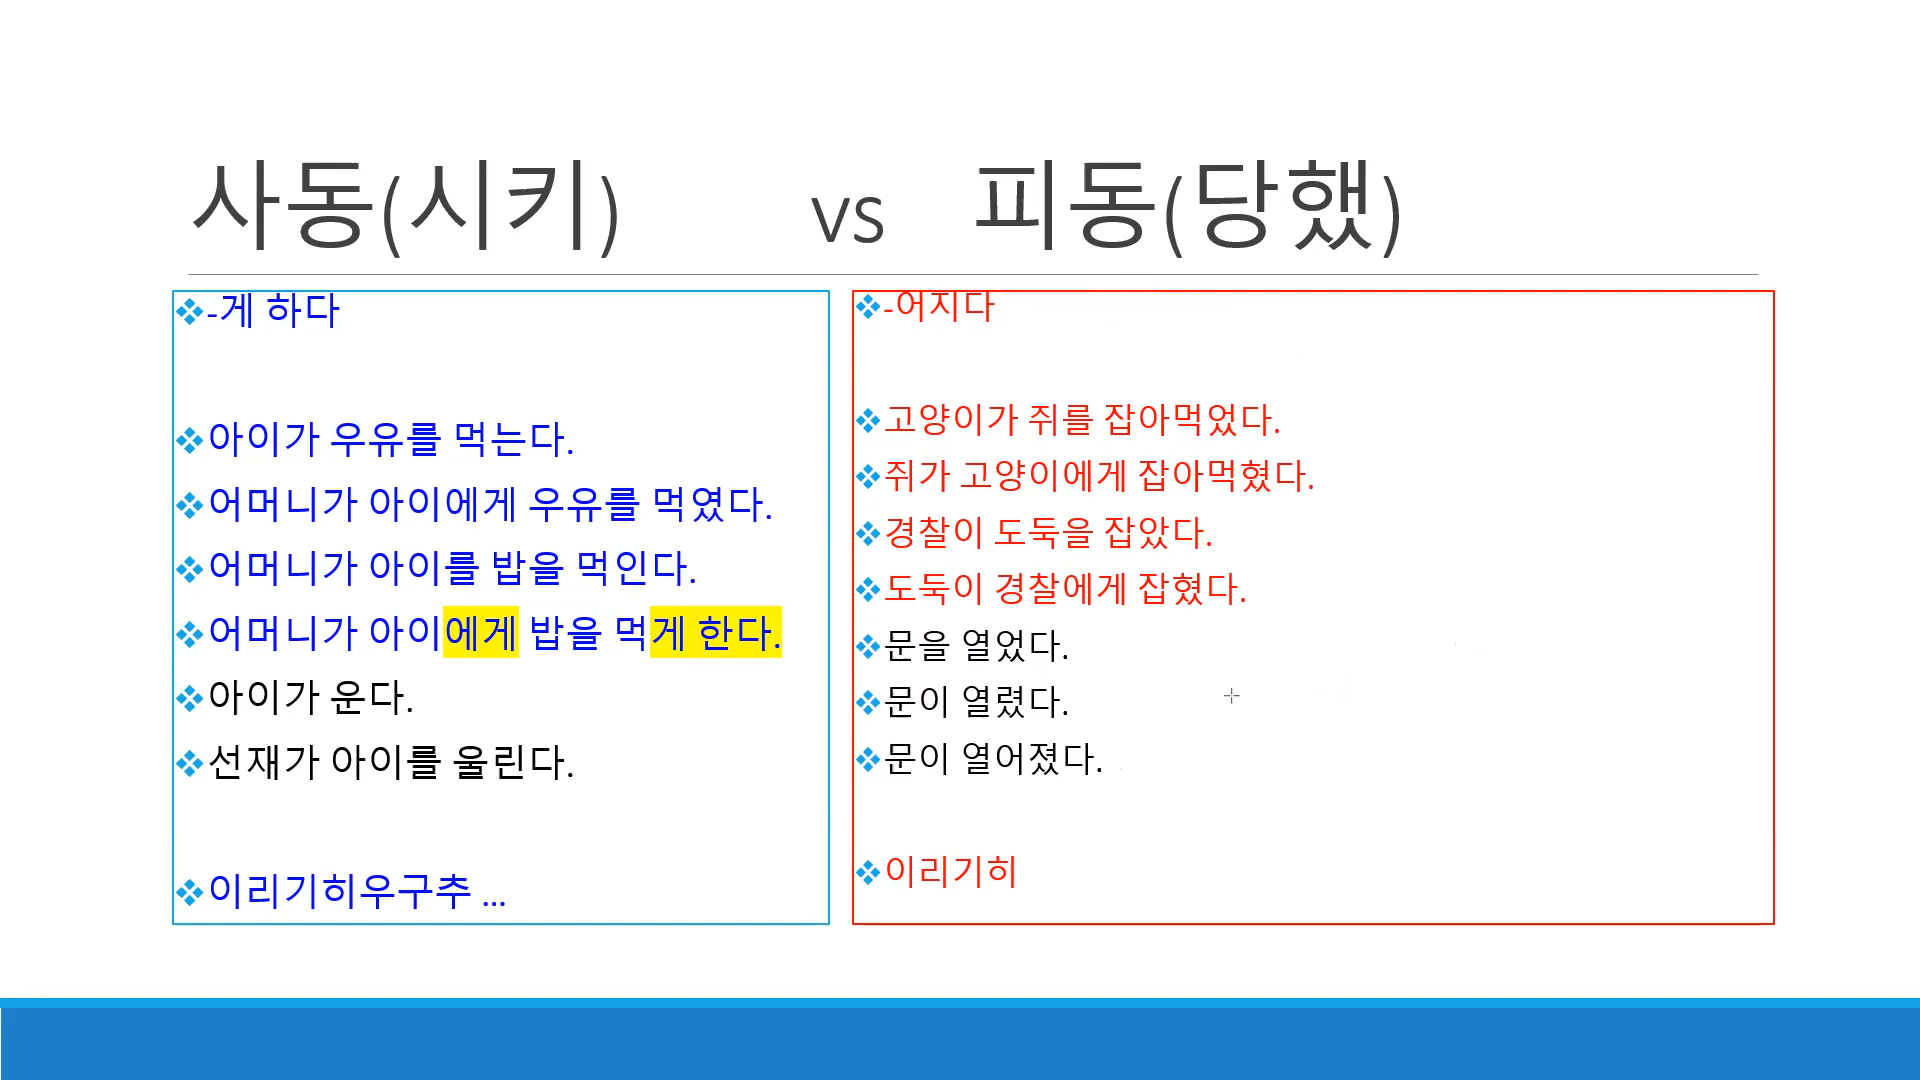 사동(시키) vs 피동(당했)
-게 하다
아이가 우유를 먹는다.
어머니가 아이에게 우유를 먹였다.
어머니가 아이를 밥을 먹인다.
어머니가 아이에게 밥을 먹게 한다.
아이가 운다.
선재가 아이를 울린다.
이리기히우구추 ...
-어지다
고양이가 쥐를 잡아먹었다.
쥐가 고양이에게 잡아먹혔다.
경찰이 도둑을 잡았다.
도둑이 경찰에게 잡혔다.
문을 열었다.
문이 열렸다.
문이 열어졌다.
이리기히